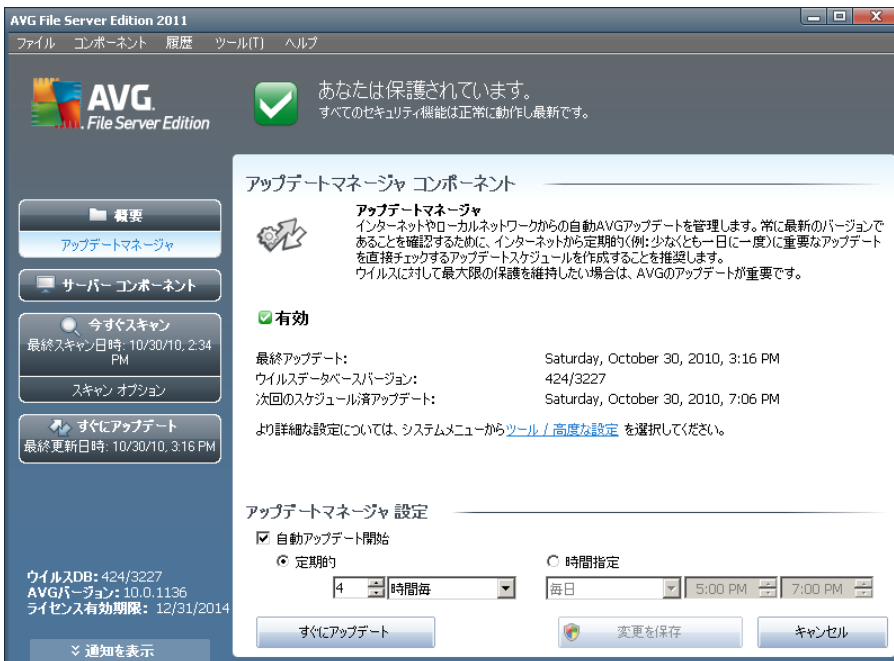 AVG File Server Edition 2011
ファイル コンポーネント 履歴 ツール(T) ヘルプ
AVG.
File Server Edition
あなたは保護されています。
すべてのセキュリティ機能は正常に動作し最新です。
概要
アップデートマネージャ
サーバー コンポーネント
今すぐスキャン
最終スキャン日時: 10/30/10, 2:34
PM
スキャン オプション
すぐにアップデート
最終更新日時: 10/30/10, 3:16 PM
ウイルスDB: 424/3227
AVGバージョン: 10.0.1136
ライセンス有効期限: 12/31/2014
通知を表示
アップデートマネージャ コンポーネント
アップデートマネージャ
インターネットやローカルネットワークからの自動AVGアップデートを管理します。常に最新のバージョンで
あることを確認するために、インターネットから定期的(例: 少なくとも一日に一度)に重要なアップデート
を直接チェックするアップデートスケジュールを作成することを推奨します。
ウイルスに対して最大限の保護を維持したい場合は、AVGのアップデートが重要です。
有効
最終アップデート: Saturday, October 30, 2010, 3:16 PM
ウイルスデータベースバージョン: 424/3227
次回のスケジュール済アップデート: Saturday, October 30, 2010, 7:06 PM
より詳細な設定については、システムメニューからツール / 高度な設定 を選択してください。
アップデートマネージャ 設定
自動アップデート開始
定期的 時間指定
4 時間毎 毎日 5:00 PM 7:00 PM
すぐにアップデート 変更を保存 キャンセル